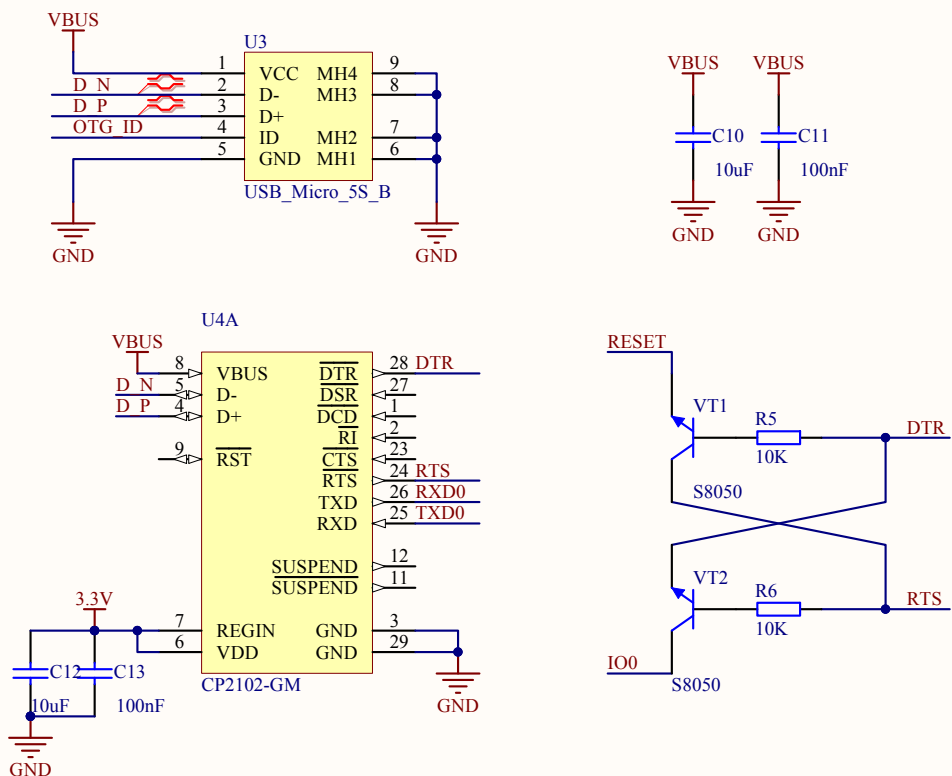 VBUS
U3
1 VCC MH4 9
D_N 2 D- MH3 8
D_P 3 D+
OTG_ID 4 ID MH2 7
5 GND MH1 6
USB_Micro_5S_B
GND
GND
VBUS VBUS
C10 C11
10uF 100nF
GND GND
U4A
VBUS
8 VBUS DTR 28 DTR
D_N 5 D- DSR 27
D_P 4 D+ DCD 1
RI 2
9 RST CTS 23
RTS 24 RTS
TXD 26 RXD0
RXD 25 TXD0
SUSPEND 12
SUSPEND 11
3.3V
7 REGIN GND 3
6 VDD GND 29
C12 C13
CP2102-GM
10uF 100nF
GND
GND
RESET
VT1 R5 DTR
10K
S8050
VT2 R6 RTS
10K
IO0
S8050